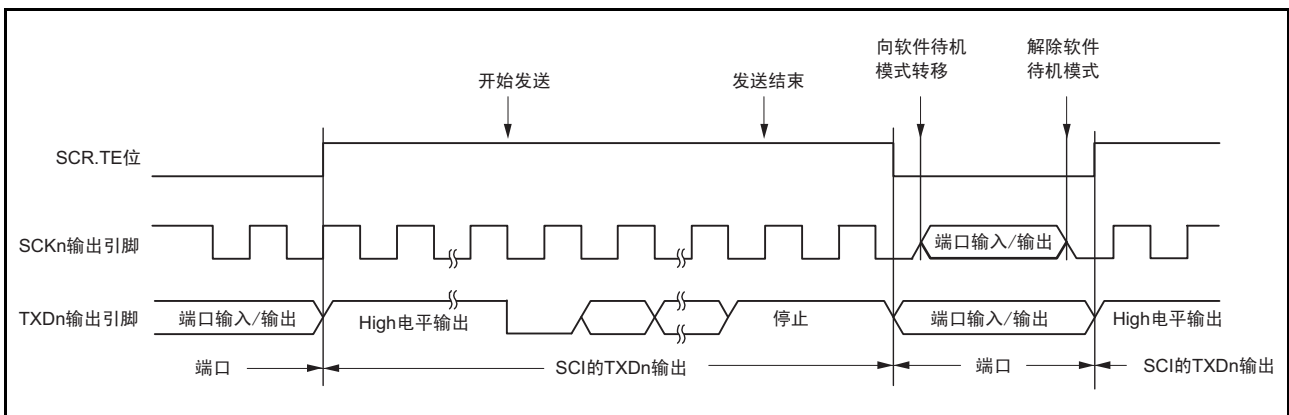 向软件待机
模式转移
解除软件
待机模式
开始发送
发送结束
SCR.TE位
SCKn输出引脚
端口输入/输出
TXDn输出引脚
端口输入/输出
High电平输出
停止
端口输入/输出
High电平输出
端口
SCI的TXDn输出
端口
SCI的TXDn输出